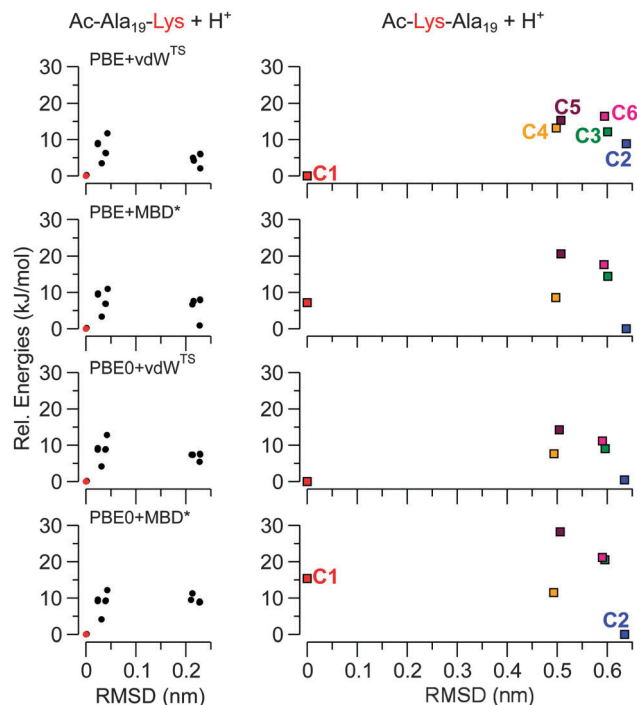 Ac-Ala₁₉-Lys + H⁺
Ac-Lys-Ala₁₉ + H⁺
Rel. Energies (kJ/mol)
PBE+vdWᵀˢ
30
20
10
0
C1
C4
C5
C3
C6
C2
PBE+MBD*
30
20
10
0
30
20
10
0
PBE0+vdWᵀˢ
30
20
10
0
30
20
10
0
PBE0+MBD*
30
20
10
0
30
20
10
0
C1
C2
0 0.1 0.2
0 0.1 0.2 0.3 0.4 0.5 0.6
RMSD (nm)
RMSD (nm)